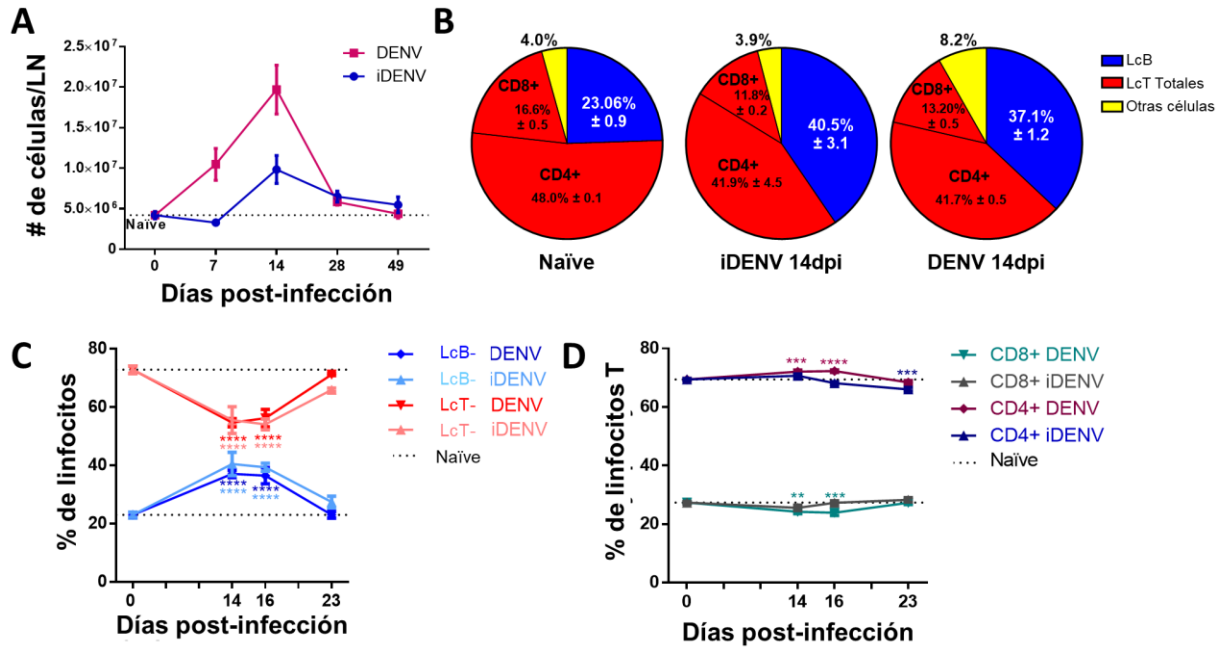 A
# de células/LN
2.5×10⁷
2.0×10⁷
1.5×10⁷
1.0×10⁷
5.0×10⁶
0
Naïve
DENV
iDENV
0 7 14 28 49
Días post-infección
B
4.0%
CD8+
16.6%
± 0.5
23.06%
± 0.9
CD4+
48.0% ± 0.1
Naïve
3.9%
CD8+
11.8%
± 0.2
40.5%
± 3.1
CD4+
41.9% ± 4.5
iDENV 14dpi
8.2%
CD8+
13.20%
± 0.5
37.1%
± 1.2
CD4+
41.7% ± 0.5
DENV 14dpi
LcB
LcT Totales
Otras células
C
% de linfocitos
80
60
40
20
0
**** ****
**** ****
**** ****
**** ****
0 14 16 23
Días post-infección
LcB- DENV
LcB- iDENV
LcT- DENV
LcT- iDENV
Naïve
D
% de linfocitos T
80
60
40
20
0
*** **** ***
** ***
0 14 16 23
Días post-infección
CD8+ DENV
CD8+ iDENV
CD4+ DENV
CD4+ iDENV
Naïve